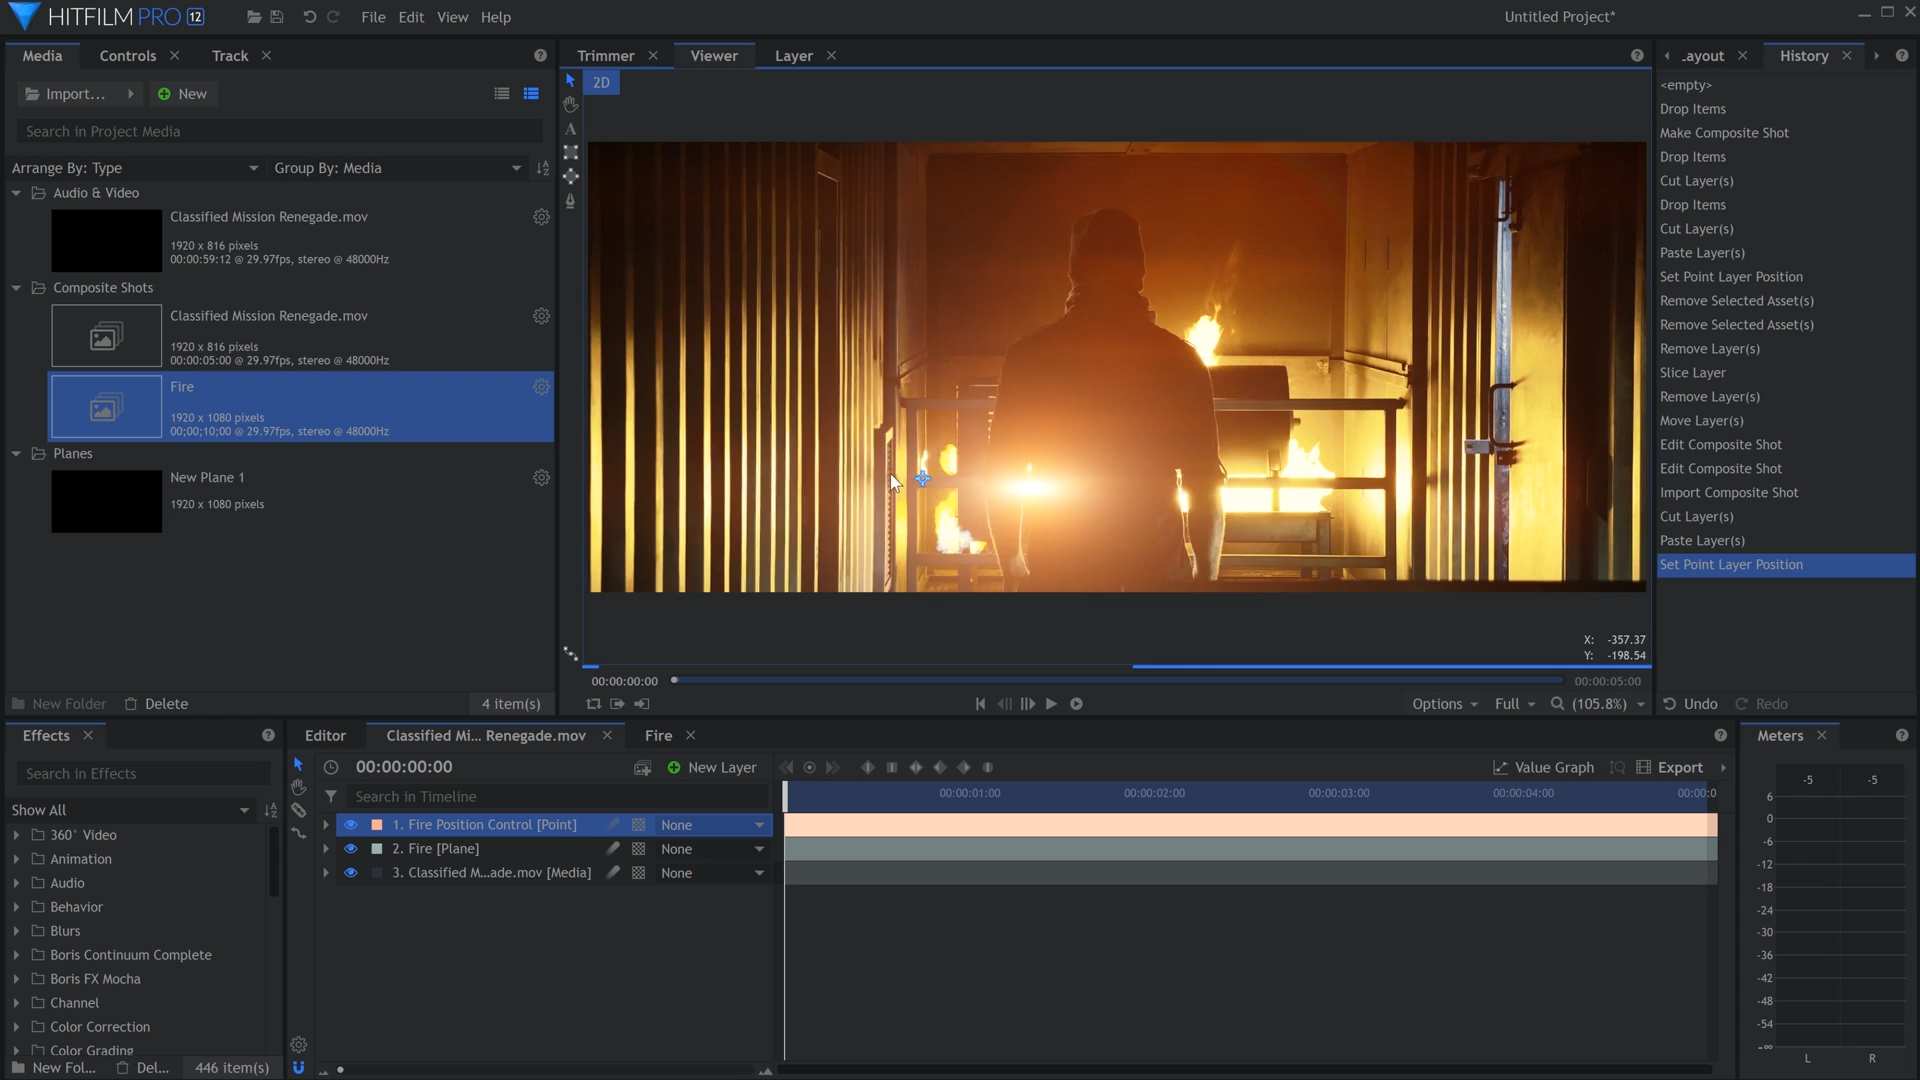 HITFILM PRO 12
File Edit View Help
Untitled Project*
Media Controls Track
Import... New
Search in Project Media
Arrange By: Type Group By: Media
Audio & Video
Classified Mission Renegade.mov
1920 x 816 pixels
00:00:59:12 @ 29.97fps, stereo @ 48000Hz
Composite Shots
Classified Mission Renegade.mov
1920 x 816 pixels
00:00:05:00 @ 29.97fps, stereo @ 48000Hz
Fire
1920 x 1080 pixels
00;00;10;00 @ 29.97fps, stereo @ 48000Hz
Planes
New Plane 1
1920 x 1080 pixels
New Folder Delete 4 item(s)
Trimmer Viewer Layer
2D
X: -357.37
Y: -198.54
00:00:00:00 00:00:05:00
Options Full (105.8%)
.ayout History
<empty>
Drop Items
Make Composite Shot
Drop Items
Cut Layer(s)
Drop Items
Cut Layer(s)
Paste Layer(s)
Set Point Layer Position
Remove Selected Asset(s)
Remove Selected Asset(s)
Remove Layer(s)
Slice Layer
Remove Layer(s)
Move Layer(s)
Edit Composite Shot
Edit Composite Shot
Import Composite Shot
Cut Layer(s)
Paste Layer(s)
Set Point Layer Position
Undo Redo
Effects
Search in Effects
Show All
360° Video
Animation
Audio
Behavior
Blurs
Boris Continuum Complete
Boris FX Mocha
Channel
Color Correction
Color Grading
New Fol... Del... 446 item(s)
Editor Classified Mi... Renegade.mov Fire
00:00:00:00 New Layer Value Graph Export
Search in Timeline
00:00:01:00 00:00:02:00 00:00:03:00 00:00:04:00 00:00:0
1. Fire Position Control [Point] None
2. Fire [Plane] None
3. Classified M...ade.mov [Media] None
Meters
-5 -5
6
0
-6
-12
-18
-24
-30
-36
-42
-48
-54
-∞
L R